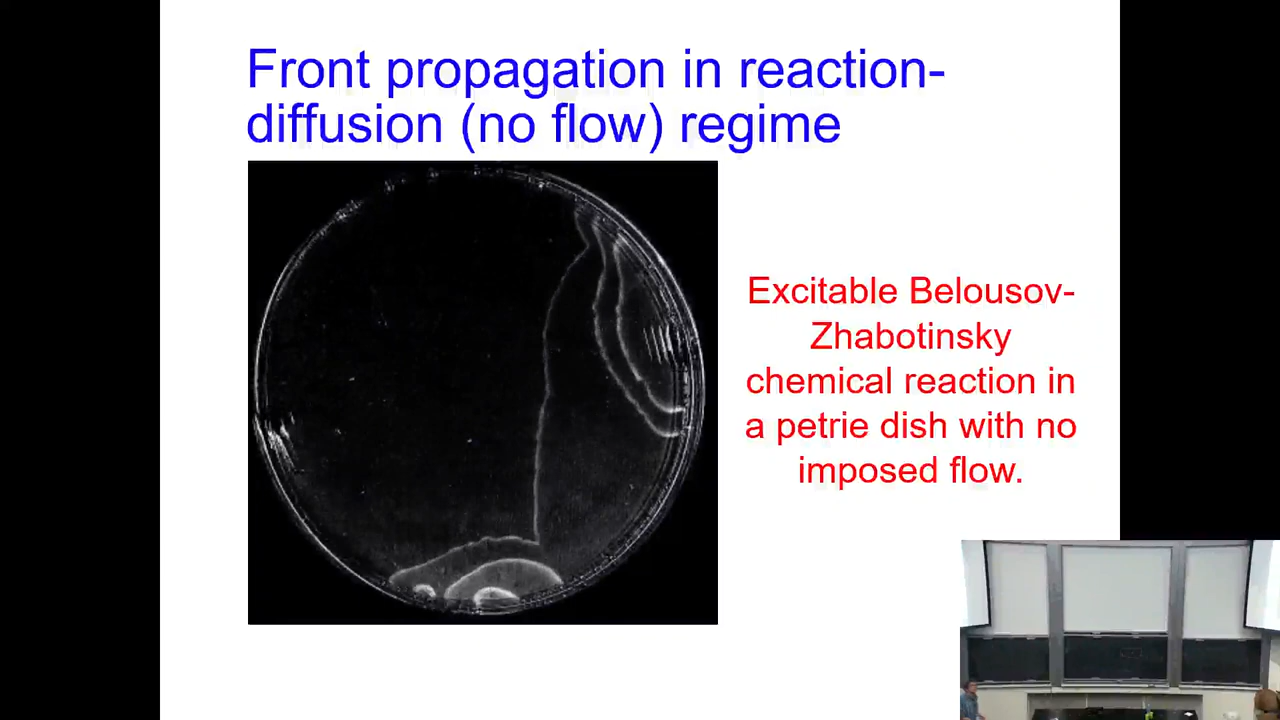 Front propagation in reaction-
diffusion (no flow) regime
Excitable Belousov-
Zhabotinsky
chemical reaction in
a petrie dish with no
imposed flow.